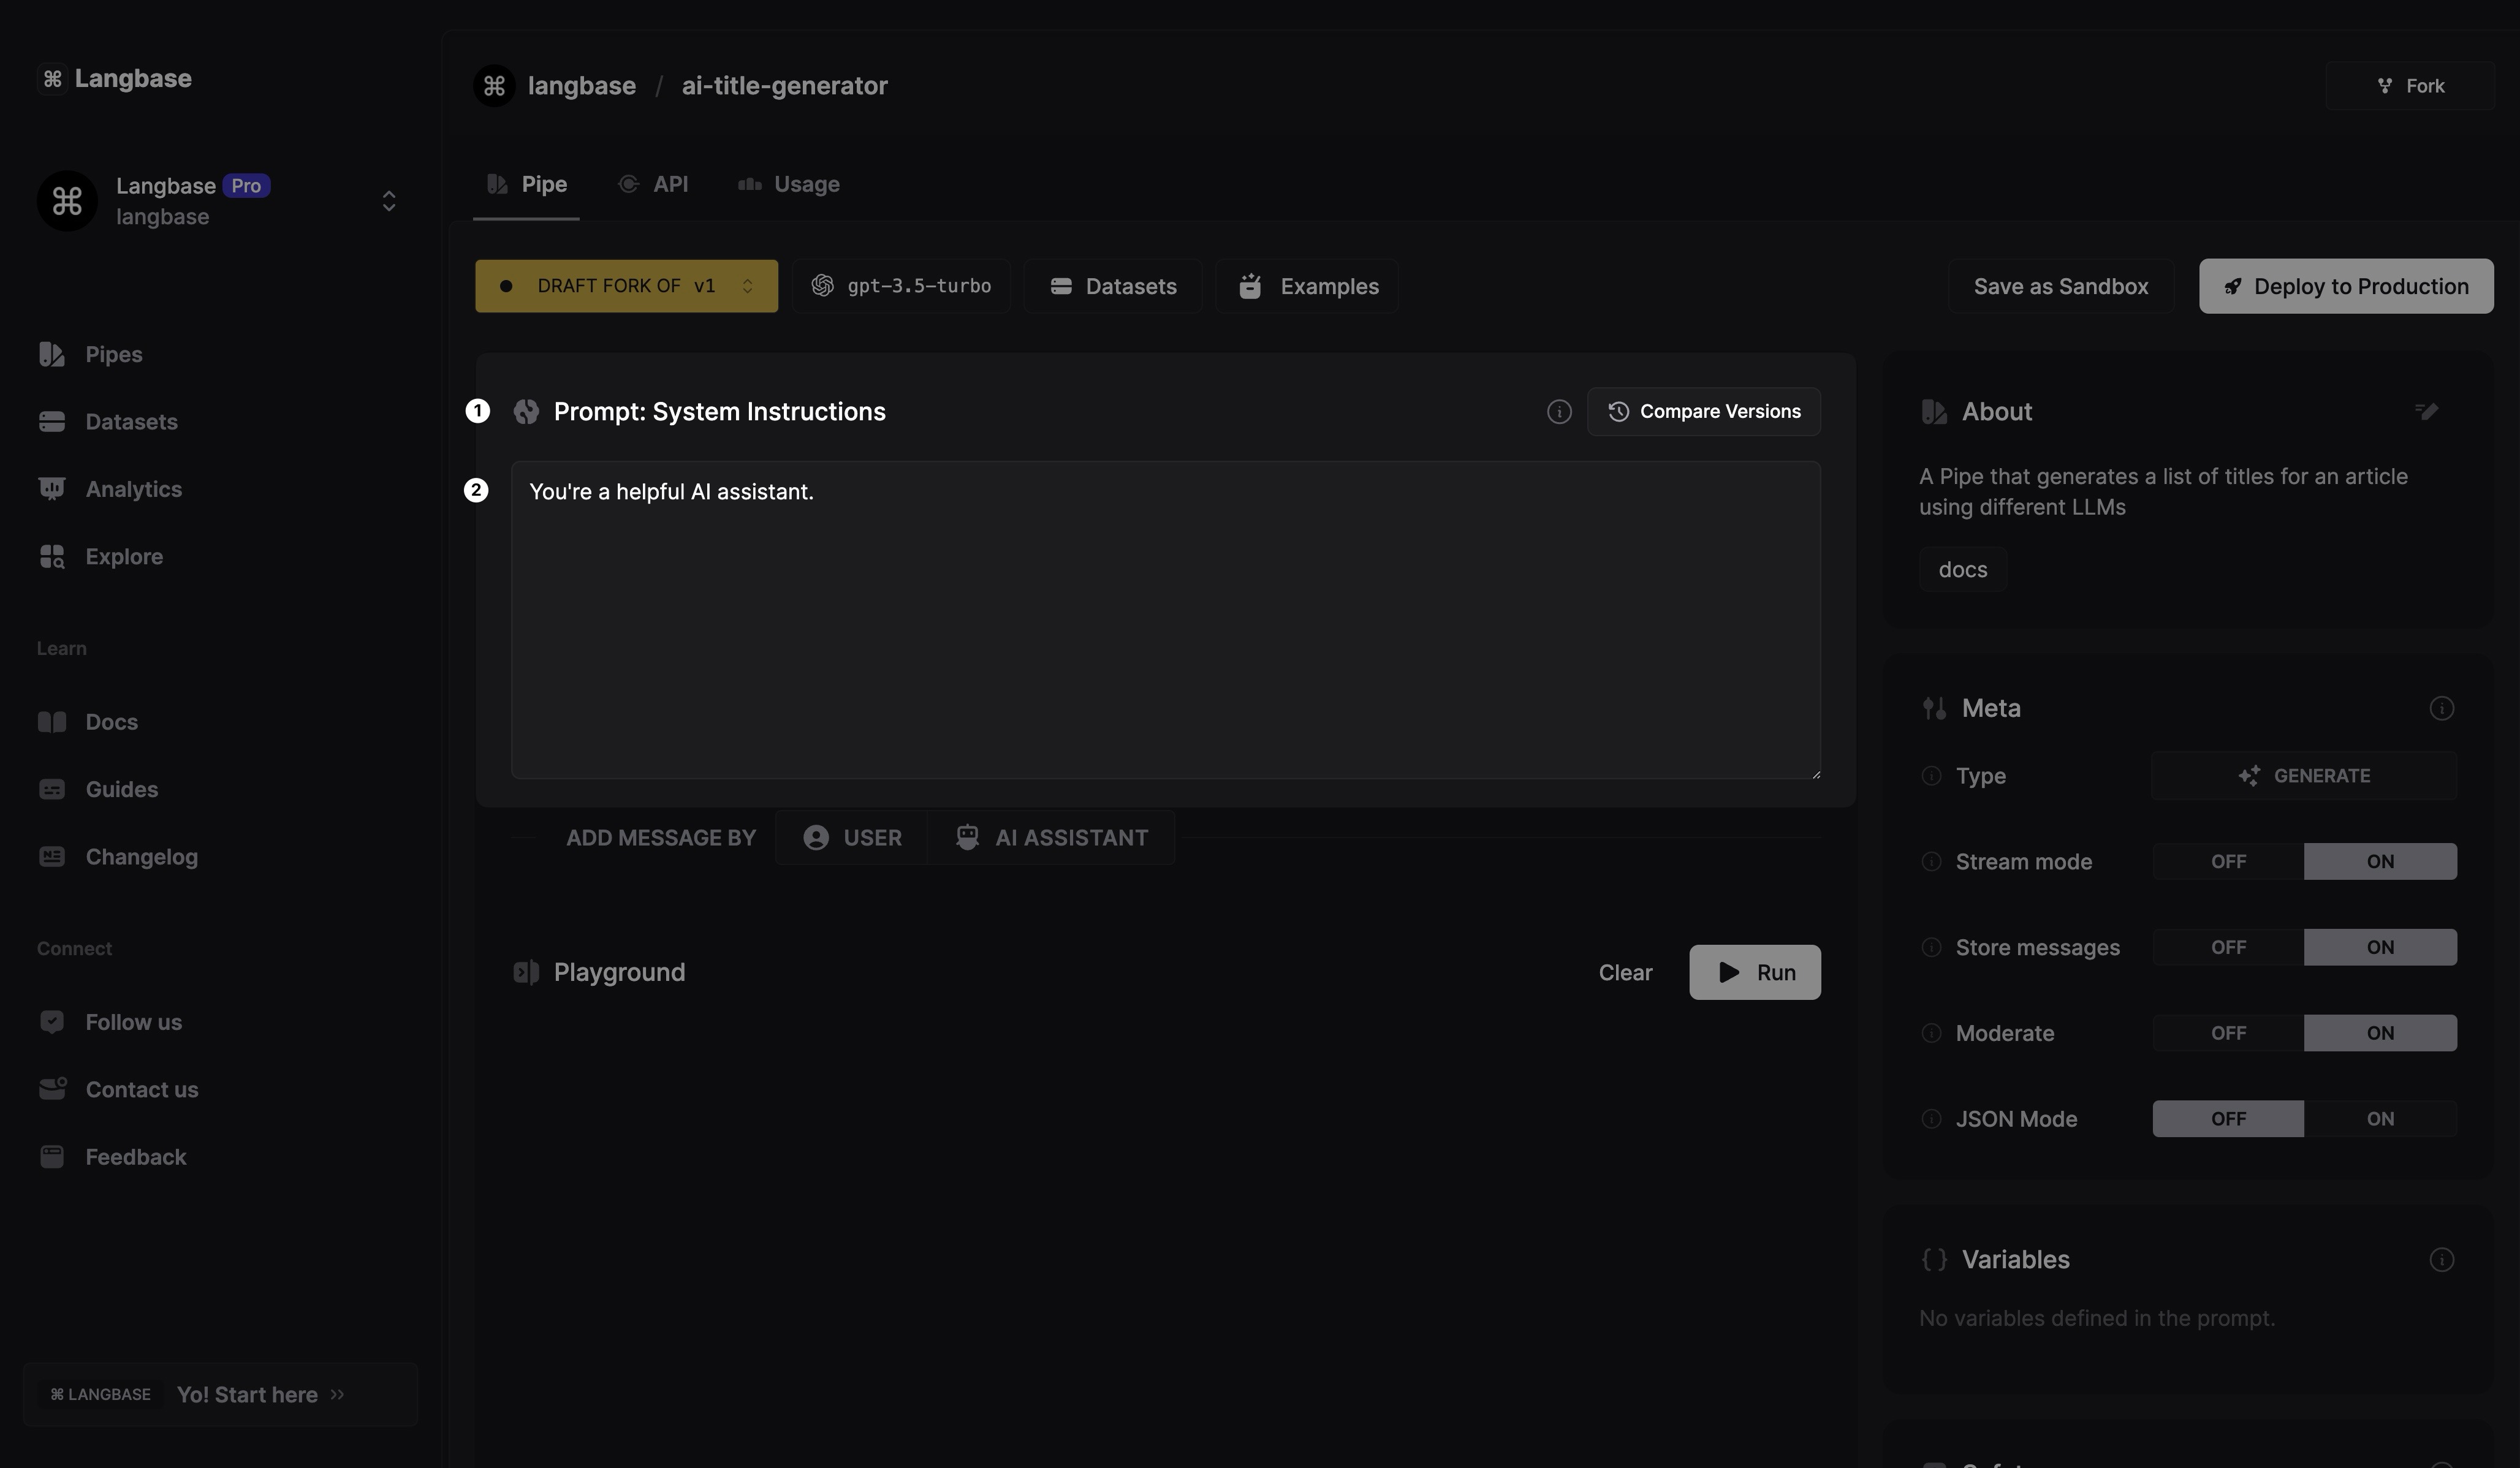 Langbase
langbase / ai-title-generator
Fork
Langbase Pro
langbase
Pipe API Usage
DRAFT FORK OF v1
gpt-3.5-turbo
Datasets
Examples
Save as Sandbox
Deploy to Production
Pipes
Datasets
Analytics
Explore
Learn
Docs
Guides
Changelog
Connect
Follow us
Contact us
Feedback
⌘ LANGBASE Yo! Start here >>
1 Prompt: System Instructions
Compare Versions
2 You're a helpful AI assistant.
ADD MESSAGE BY USER AI ASSISTANT
Playground
Clear
Run
About
A Pipe that generates a list of titles for an article
using different LLMs
docs
Meta
Type GENERATE
Stream mode OFF ON
Store messages OFF ON
Moderate OFF ON
JSON Mode OFF ON
{ } Variables
No variables defined in the prompt.